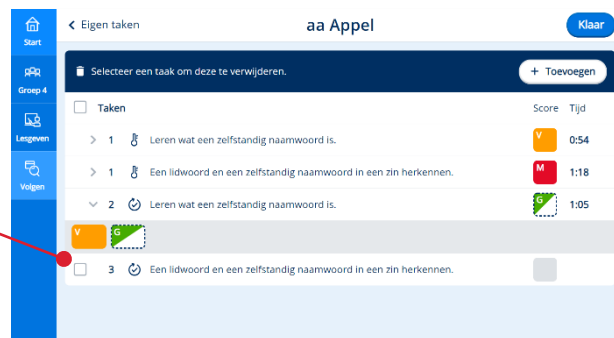 Start
Groep 4
Lesgeven
Volgen
Eigen taken
aa Appel
Klaar
Selecteer een taak om deze te verwijderen.
+ Toevoegen
Taken Score Tijd
1 Leren wat een zelfstandig naamwoord is. V 0:54
1 Een lidwoord en een zelfstandig naamwoord in een zin herkennen. M 1:18
2 Leren wat een zelfstandig naamwoord is. G 1:05
V G
3 Een lidwoord en een zelfstandig naamwoord in een zin herkennen.